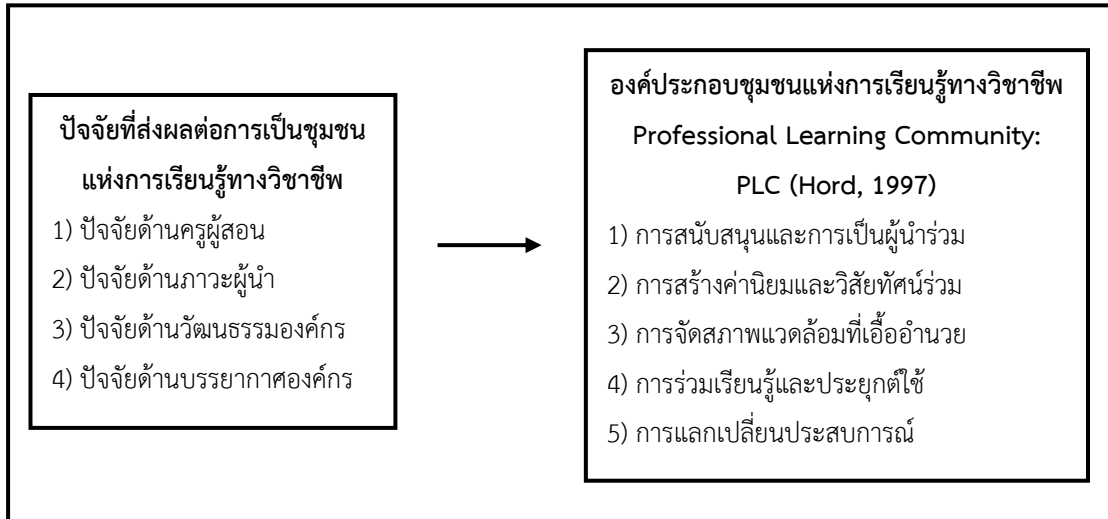 ปัจจัยที่ส่งผลต่อการเป็นชุมชน
แห่งการเรียนรู้ทางวิชาชีพ
1) ปัจจัยด้านครูผู้สอน
2) ปัจจัยด้านภาวะผู้นำ
3) ปัจจัยด้านวัฒนธรรมองค์กร
4) ปัจจัยด้านบรรยากาศองค์กร
องค์ประกอบชุมชนแห่งการเรียนรู้ทางวิชาชีพ
Professional Learning Community:
PLC (Hord, 1997)
1) การสนับสนุนและการเป็นผู้นำร่วม
2) การสร้างค่านิยมและวิสัยทัศน์ร่วม
3) การจัดสภาพแวดล้อมที่เอื้ออำนวย
4) การร่วมเรียนรู้และประยุกต์ใช้
5) การแลกเปลี่ยนประสบการณ์